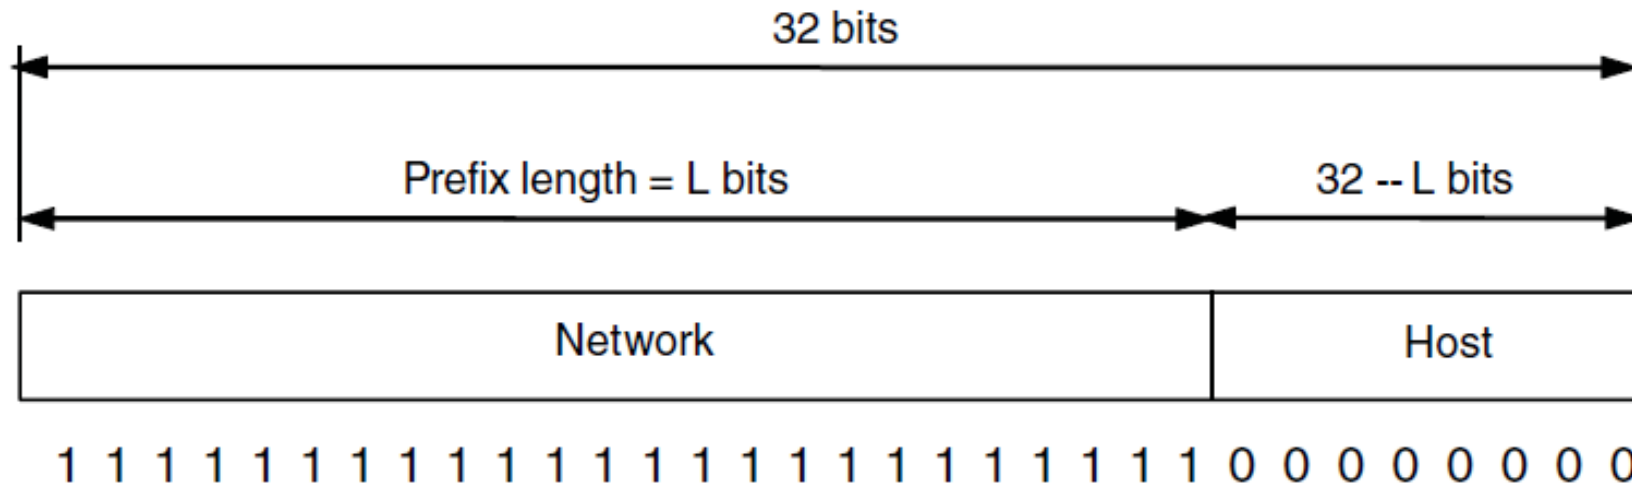 32 bits
Prefix length = L bits 32 -- L bits
Network Host
1 1 1 1 1 1 1 1 1 1 1 1 1 1 1 1 1 1 1 1 1 1 1 1 0 0 0 0 0 0 0 0